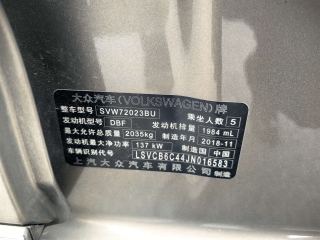 大众汽车(VOLKSWAGEN)牌
整车型号 SVW72023BU 乘坐人数 5
发动机型号 DBF 发动机排量 1984 mL
最大允许总质量 2035kg 制造年月 2018-11
发动机最大净功率 137 kW 制造国 中国
车辆识别代号 LSVCB6C44JN016583
上汽大众汽车有限公司 制造